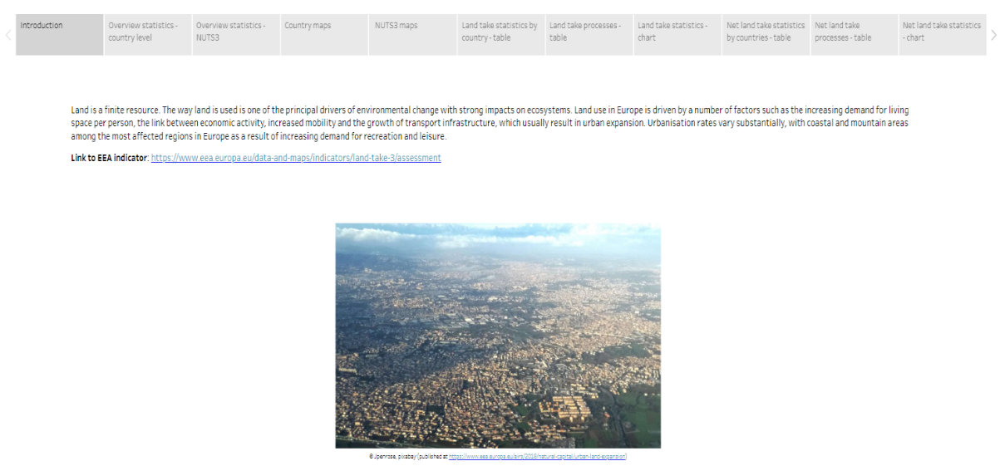 Introduction
Overview statistics -
country level
Overview statistics -
NUTS3
Country maps
NUTS3 maps
Land take statistics by
country - table
Land take processes -
table
Land take statistics -
chart
Net land take statistics
by countries - table
Net land take
processes - table
Net land take statistics
- chart
Land is a finite resource. The way land is used is one of the principal drivers of environmental change with strong impacts on ecosystems. Land use in Europe is driven by a number of factors such as the increasing demand for living
space per person, the link between economic activity, increased mobility and the growth of transport infrastructure, which usually result in urban expansion. Urbanisation rates vary substantially, with coastal and mountain areas
among the most affected regions in Europe as a result of increasing demand for recreation and leisure.
Link to EEA indicator: https://www.eea.europa.eu/data-and-maps/indicators/land-take-3/assessment
© Jpenrose, pixabay (published at https://www.eea.europa.eu/airs/2018/natural-capital/urban-land-expansion)